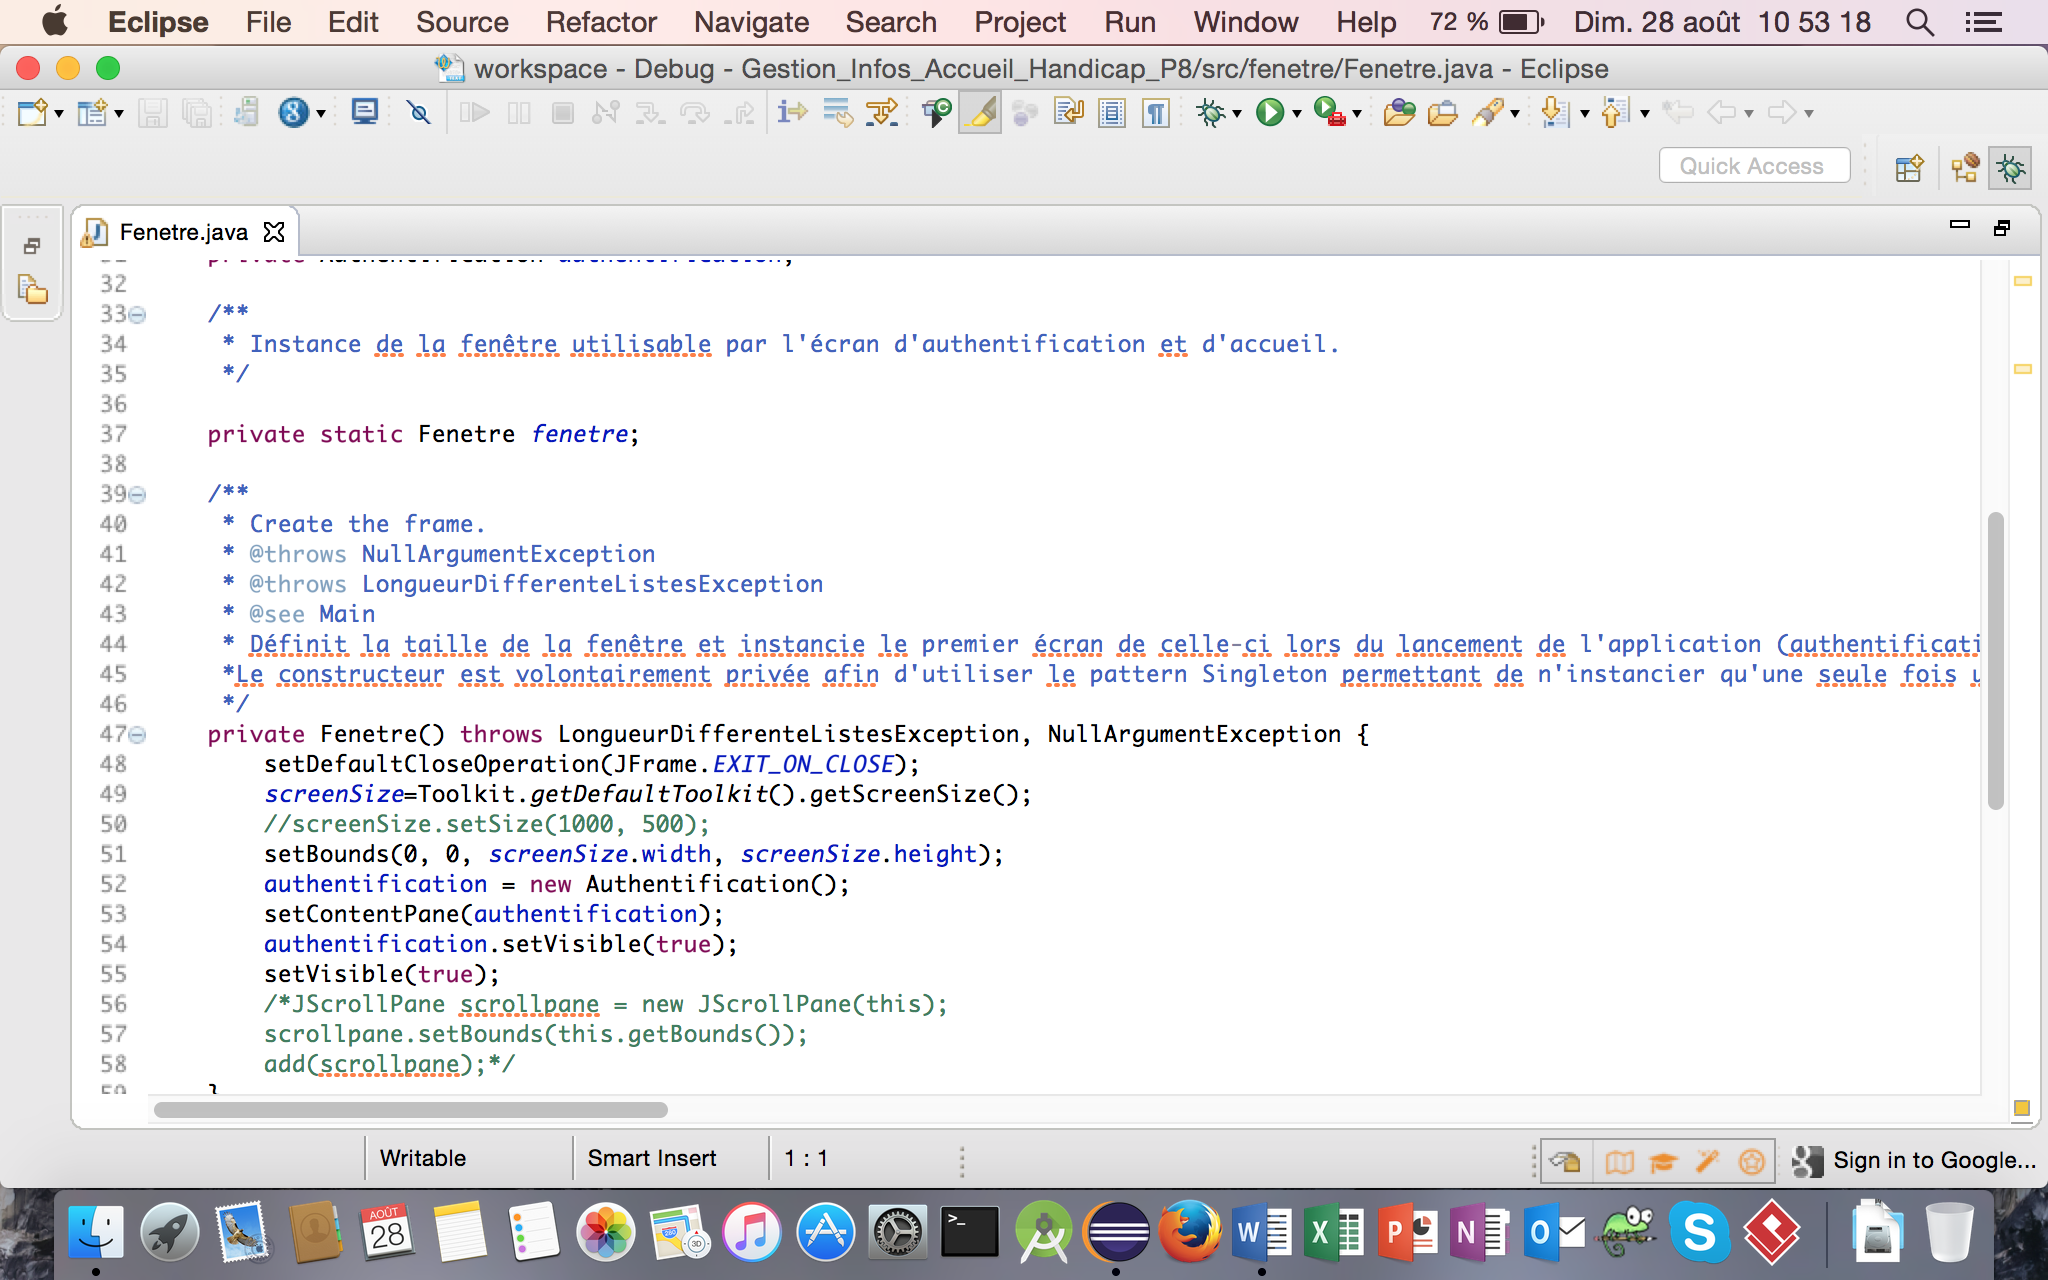 Eclipse File Edit Source Refactor Navigate Search Project Run Window Help 72 % Dim. 28 août 10 53 18
workspace - Debug - Gestion_Infos_Accueil_Handicap_P8/src/fenetre/Fenetre.java - Eclipse
Quick Access
Fenetre.java
32
33 /**
34 * Instance de la fenêtre utilisable par l'écran d'authentification et d'accueil.
35 */
36
37 private static Fenetre fenetre;
38
39 /**
40 * Create the frame.
41 * @throws NullArgumentException
42 * @throws LongueurDifferenteListesException
43 * @see Main
44 * Définit la taille de la fenêtre et instancie le premier écran de celle-ci lors du lancement de l'application (authentificati
45 *Le constructeur est volontairement privée afin d'utiliser le pattern Singleton permettant de n'instancier qu'une seule fois
46 */
47 private Fenetre() throws LongueurDifferenteListesException, NullArgumentException {
48 setDefaultCloseOperation(JFrame.EXIT_ON_CLOSE);
49 screenSize=Toolkit.getDefaultToolkit().getScreenSize();
50 //screenSize.setSize(1000, 500);
51 setBounds(0, 0, screenSize.width, screenSize.height);
52 authentification = new Authentification();
53 setContentPane(authentification);
54 authentification.setVisible(true);
55 setVisible(true);
56 /*JScrollPane scrollpane = new JScrollPane(this);
57 scrollpane.setBounds(this.getBounds());
58 add(scrollpane);*/
Writable Smart Insert 1 : 1 Sign in to Google...
AOÛT
28
3D
W X P N O S